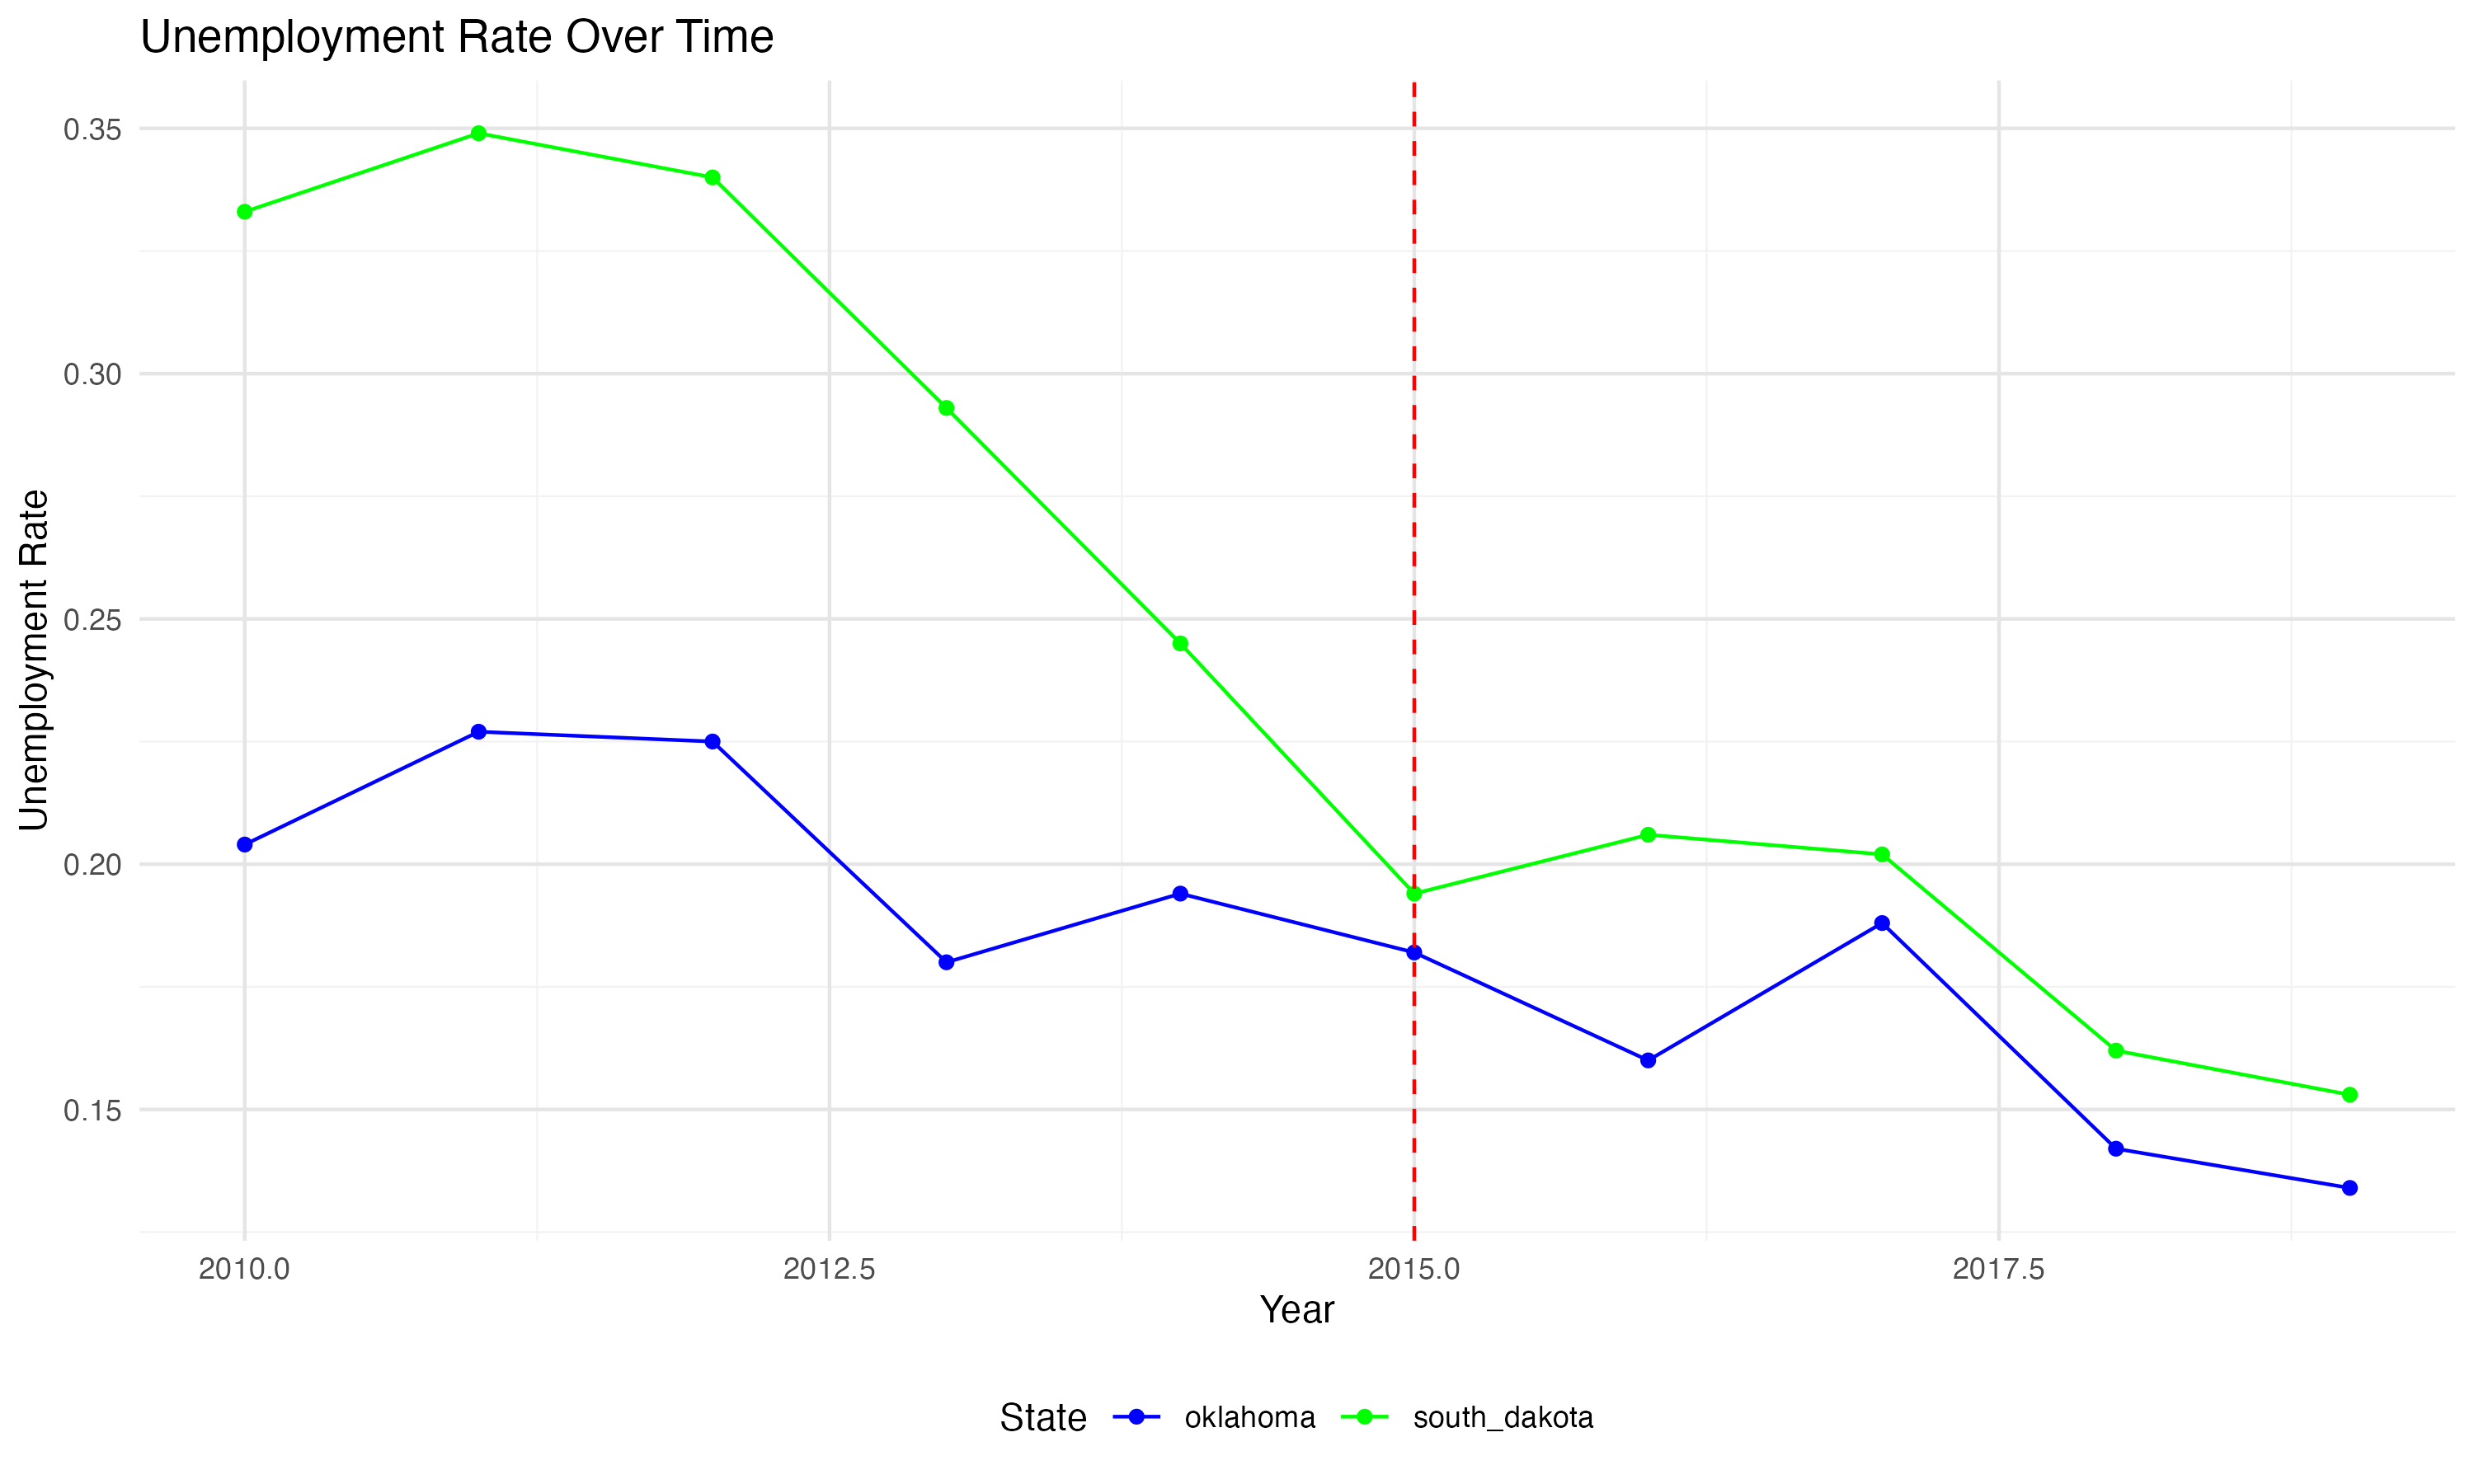 Unemployment Rate Over Time
Unemployment Rate
0.35
0.30
0.25
0.20
0.15
2010.0 2012.5 2015.0 2017.5
Year
State oklahoma south_dakota